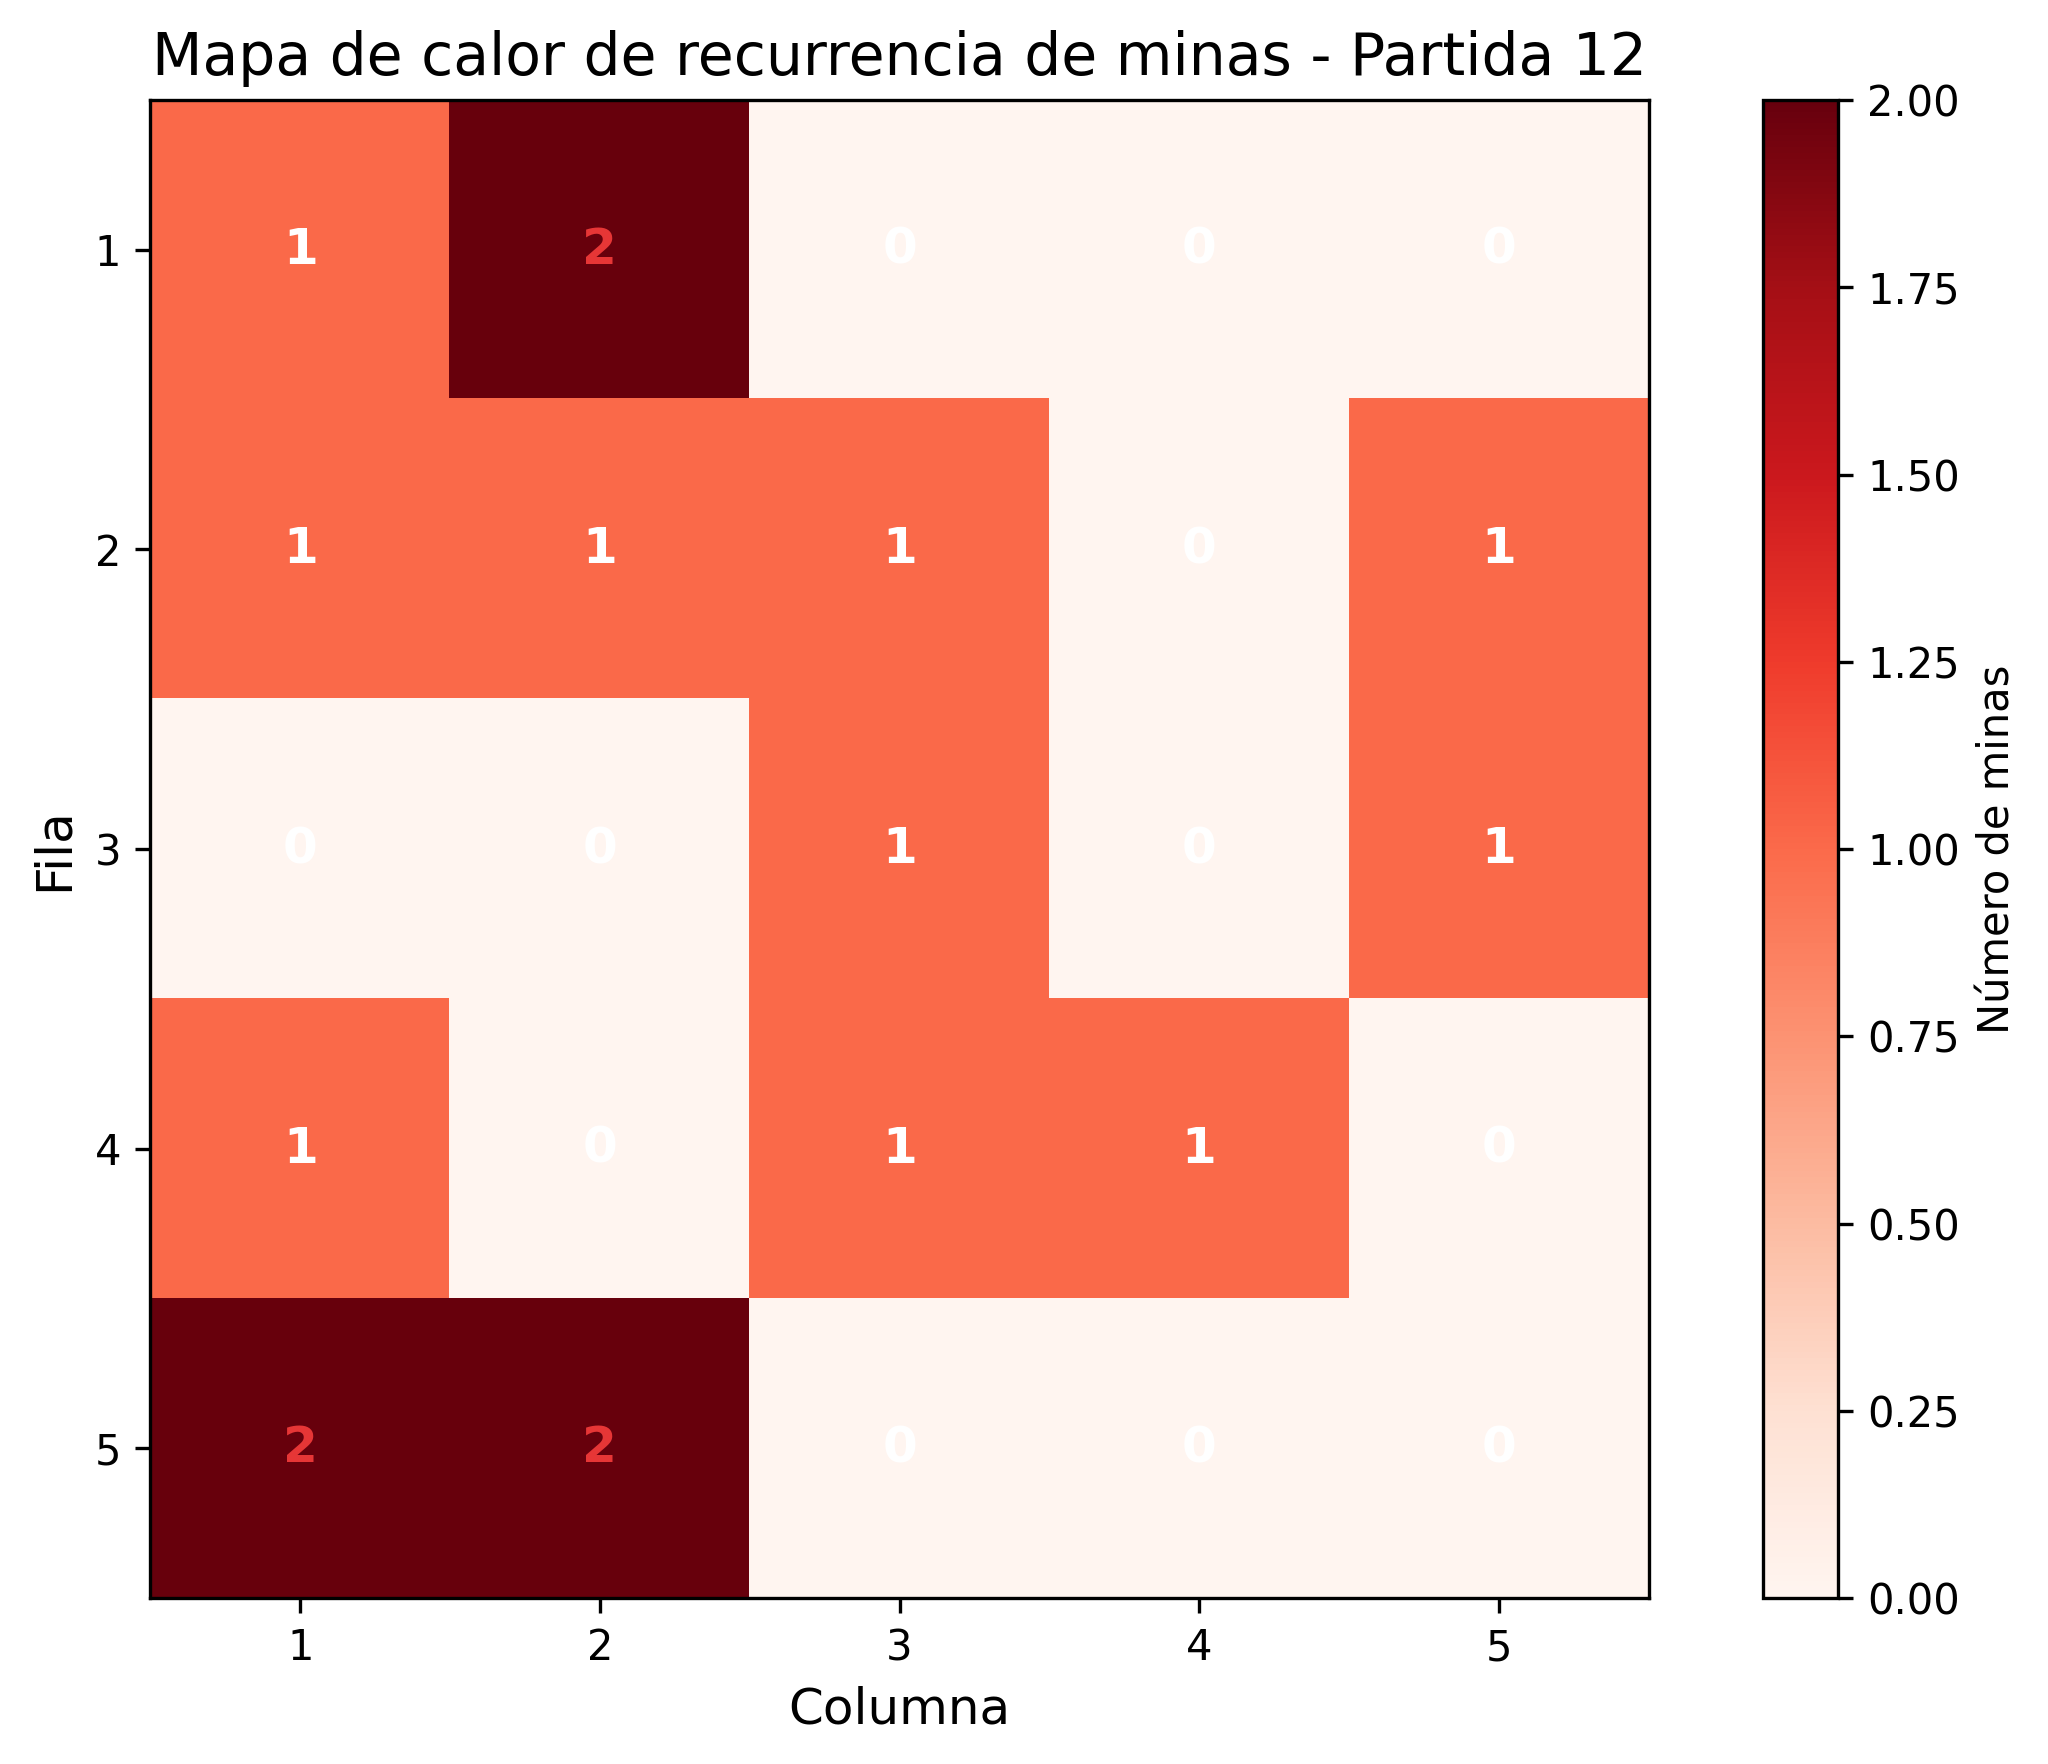 Mapa de calor de recurrencia de minas - Partida 12
1 1 2 0 0 0
2 1 1 1 0 1
3 0 0 1 0 1
4 1 0 1 1 0
5 2 2 0 0 0
1 2 3 4 5
Columna
Fila
2.00
1.75
1.50
1.25
1.00
0.75
0.50
0.25
0.00
Número de minas